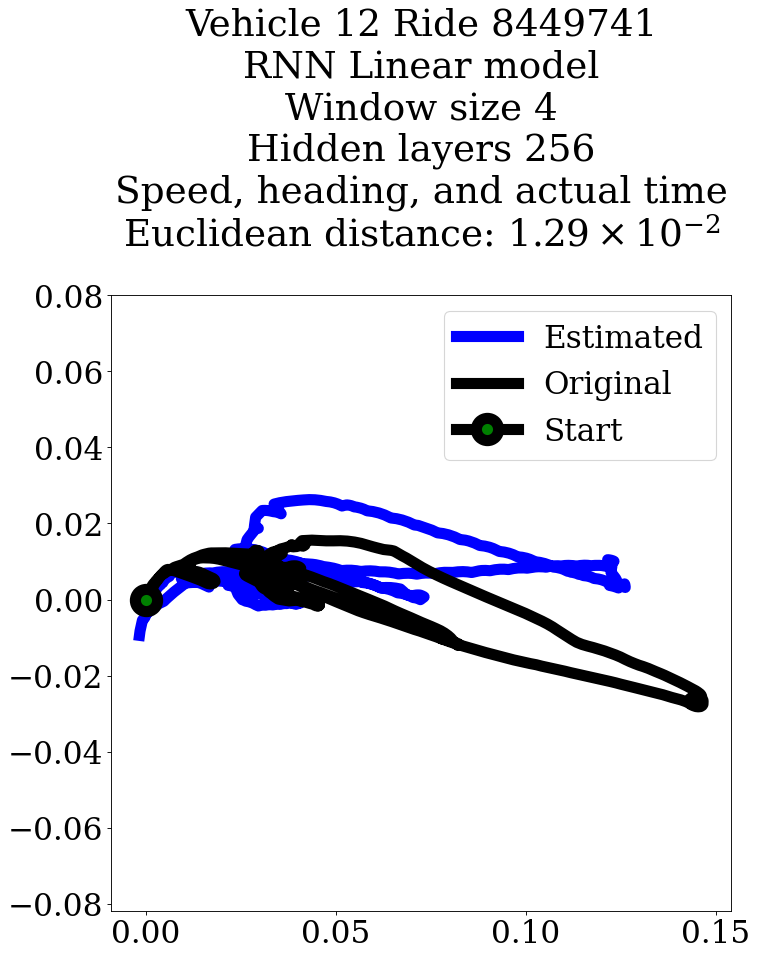 Vehicle 12 Ride 8449741
RNN Linear model
Window size 4
Hidden layers 256
Speed, heading, and actual time
Euclidean distance: 1.29 × 10⁻²
0.08
0.06
0.04
0.02
0.00
−0.02
−0.04
−0.06
−0.08
Estimated
Original
Start
0.00 0.05 0.10 0.15